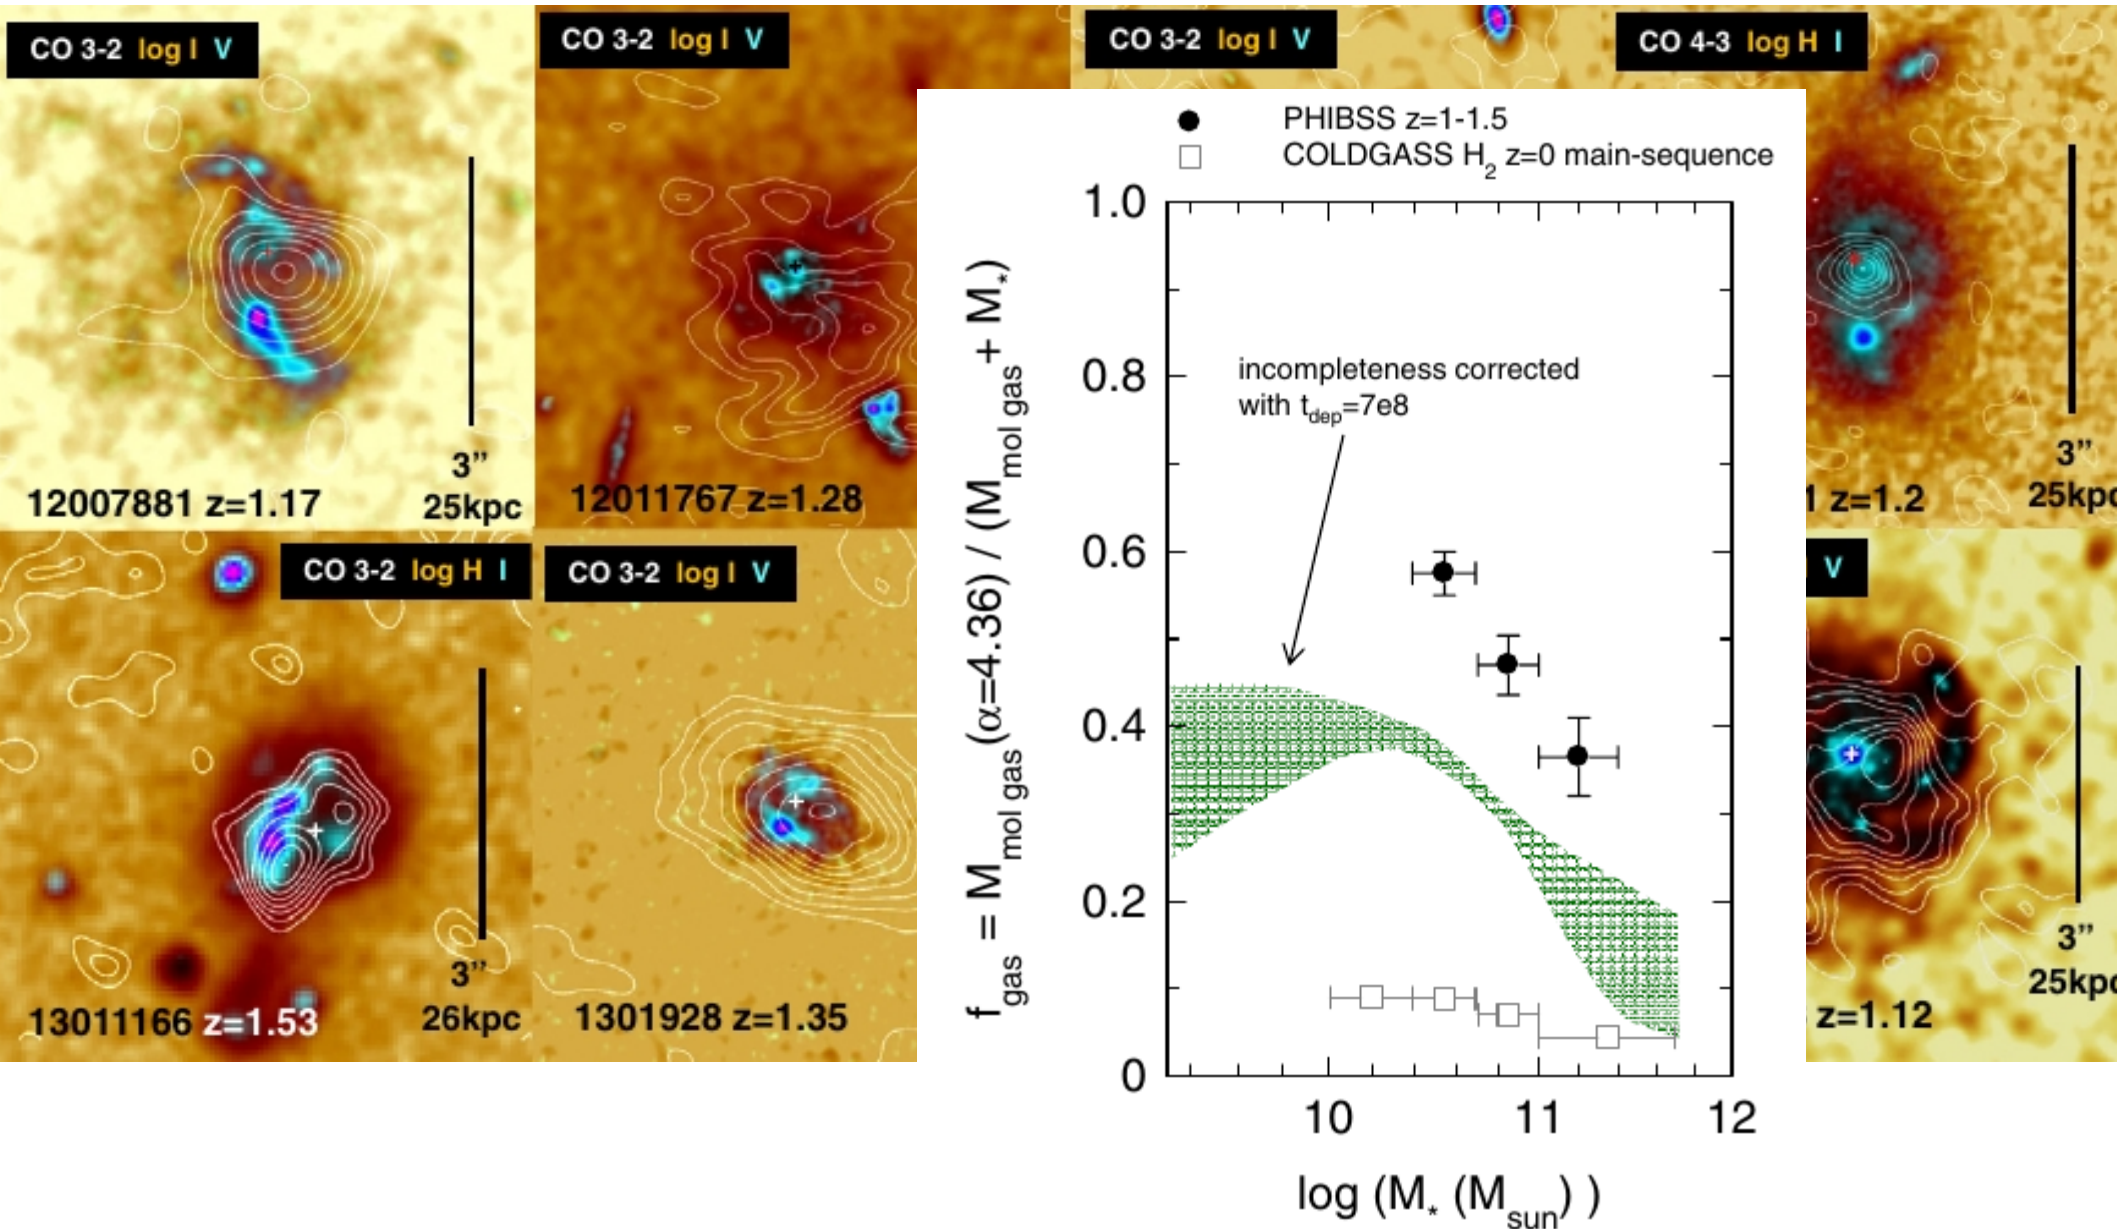 CO 3-2 log I V
CO 3-2 log I V
CO 3-2 log I V
CO 4-3 log H I
3”
25kpc
12007881 z=1.17
12011767 z=1.28
3”
25kpc
1 z=1.2
CO 3-2 log H I
CO 3-2 log I V
V
3”
26kpc
13011166 z=1.53
1301928 z=1.35
3”
25kpc
z=1.12
PHIBSS z=1-1.5
COLDGASS H2 z=0 main-sequence
incompleteness corrected
with tdep=7e8
fgas = Mmol gas (α=4.36) / (Mmol gas + M*)
1.0
0.8
0.6
0.4
0.2
0
10 11 12
log (M* (Msun) )